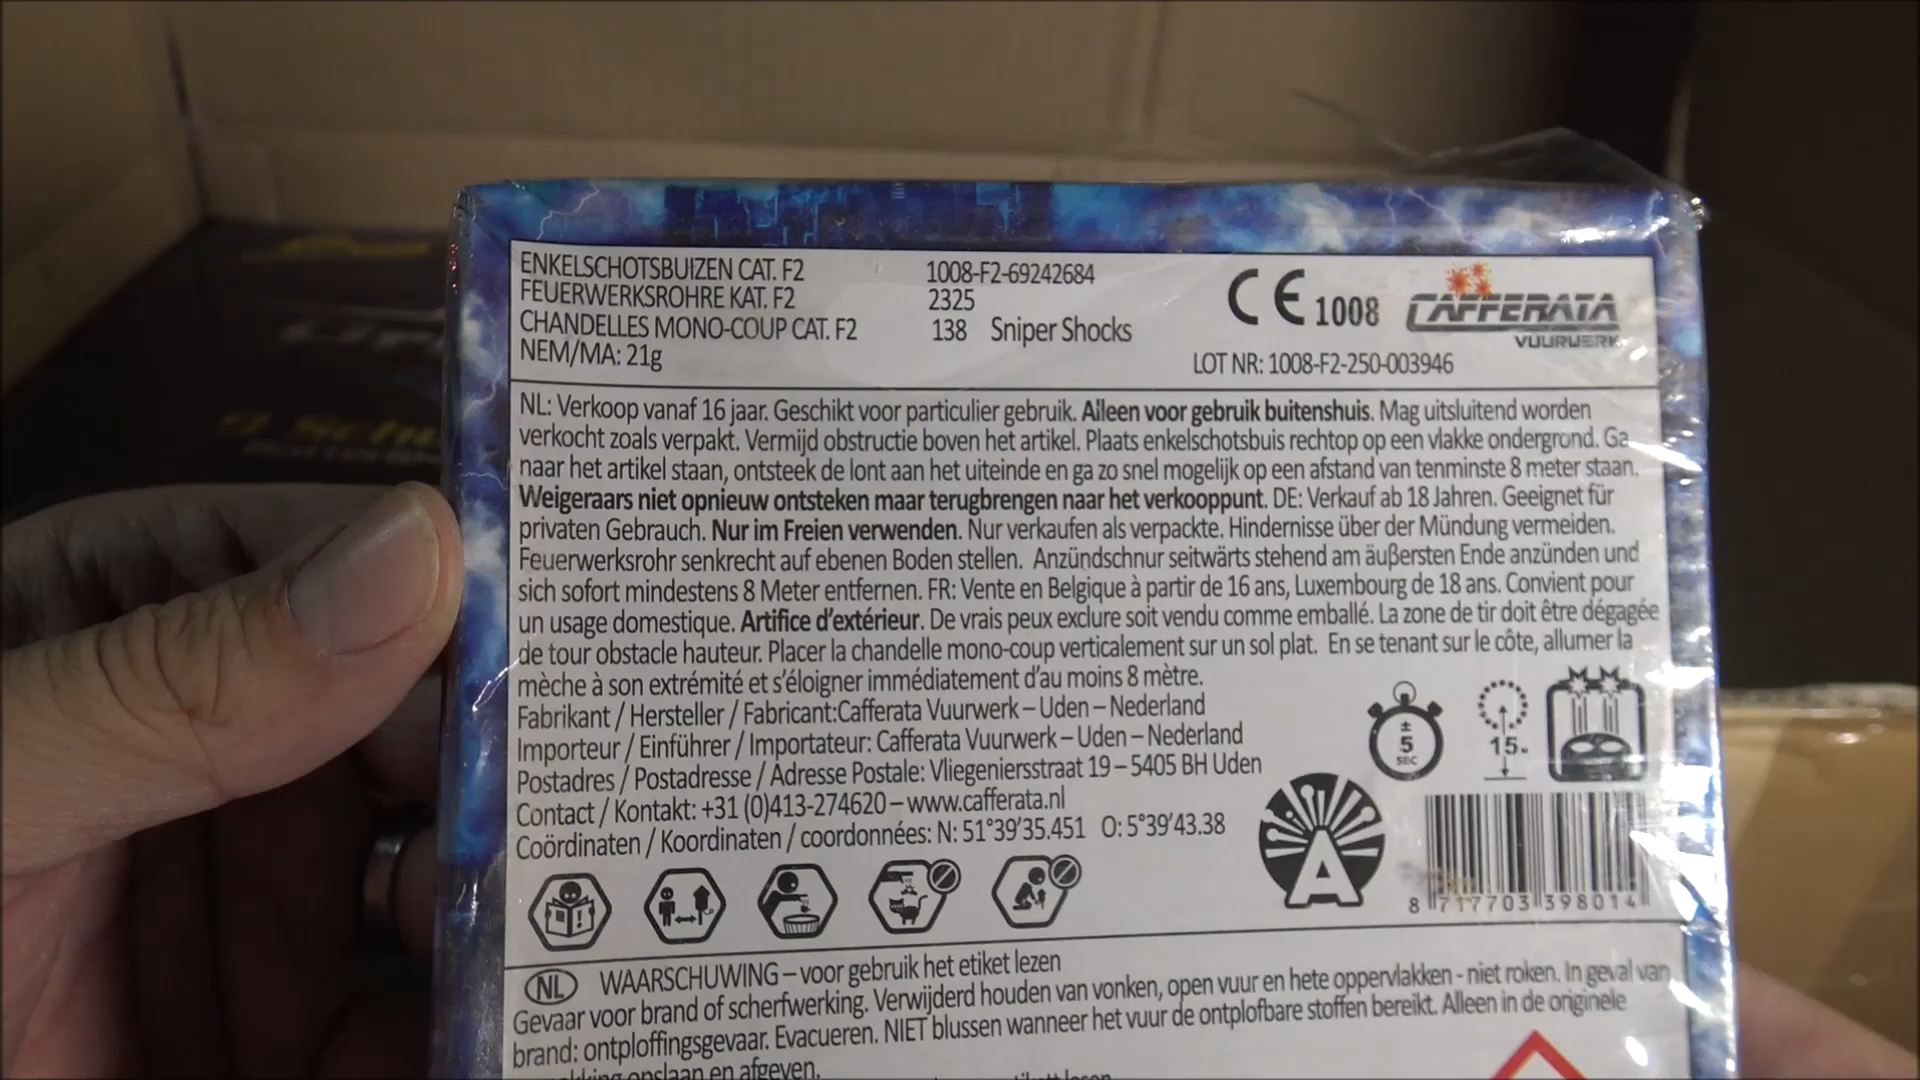 ENKELSCHOTSBUIZEN CAT. F2 1008-F2-69242684
FEUERWERKSROHRE KAT. F2 2325
CHANDELLES MONO-COUP CAT. F2 138 Sniper Shocks
NEM/MA: 21g
CE 1008 CAFFERATA
VUURWERK
LOT NR: 1008-F2-250-003946
NL: Verkoop vanaf 16 jaar. Geschikt voor particulier gebruik. Alleen voor gebruik buitenshuis. Mag uitsluitend worden
verkocht zoals verpakt. Vermijd obstructie boven het artikel. Plaats enkelschotsbuis rechtop op een vlakke ondergrond. Ga
naar het artikel staan, ontsteek de lont aan het uiteinde en ga zo snel mogelijk op een afstand van tenminste 8 meter staan.
Weigeraars niet opnieuw ontsteken maar terugbrengen naar het verkooppunt. DE: Verkauf ab 18 Jahren. Geeignet für
privaten Gebrauch. Nur im Freien verwenden. Nur verkaufen als verpackte. Hindernisse über der Mündung vermeiden.
Feuerwerksrohr senkrecht auf ebenen Boden stellen. Anzündschnur seitwärts stehend am äußersten Ende anzünden und
sich sofort mindestens 8 Meter entfernen. FR: Vente en Belgique à partir de 16 ans, Luxembourg de 18 ans. Convient pour
un usage domestique. Artifice d'extérieur. De vrais peux exclure soit vendu comme emballé. La zone de tir doit être dégagée
de tour obstacle hauteur. Placer la chandelle mono-coup verticalement sur un sol plat. En se tenant sur le côte, allumer la
mèche à son extrémité et s'éloigner immédiatement d'au moins 8 mètre.
Fabrikant / Hersteller / Fabricant:Cafferata Vuurwerk – Uden – Nederland
Importeur / Einführer / Importateur: Cafferata Vuurwerk – Uden – Nederland
Postadres / Postadresse / Adresse Postale: Vliegeniersstraat 19 – 5405 BH Uden
Contact / Kontakt: +31 (0)413-274620 – www.cafferata.nl
Coördinaten / Koordinaten / coordonnées: N: 51°39'35.451 O: 5°39'43.38
± 5 SEC
15m
A
8 717703 398014
NL WAARSCHUWING – voor gebruik het etiket lezen
Gevaar voor brand of scherfwerking. Verwijderd houden van vonken, open vuur en hete oppervlakken - niet roken. In geval van
brand: ontploffingsgevaar. Evacueren. NIET blussen wanneer het vuur de ontplofbare stoffen bereikt. Alleen in de originele
opslaan en afgeven.